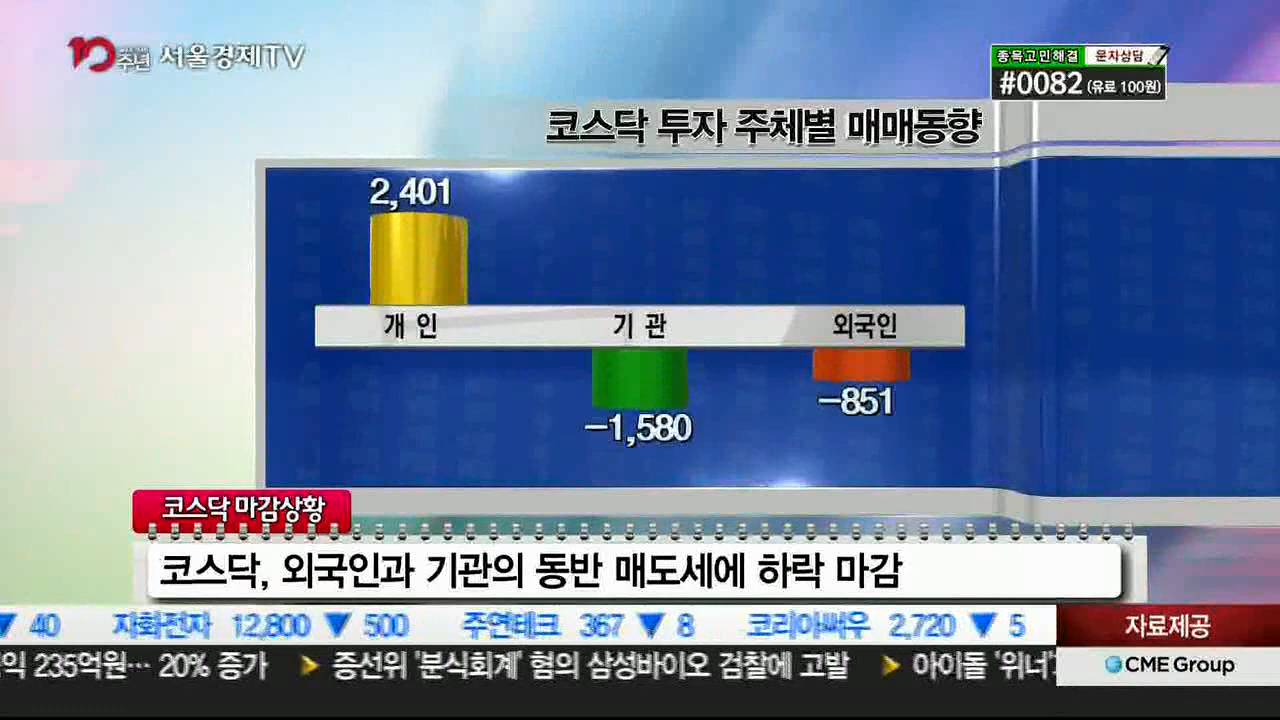 10주년 서울경제TV
종목고민해결 문자상담
#0082 (유료 100원)
코스닥 투자 주체별 매매동향
2,401
개 인 기 관 외국인
-1,580
-851
코스닥 마감상황
코스닥, 외국인과 기관의 동반 매도세에 하락 마감
▼ 40 자화전자 12,800 ▼ 500 주연테크 367 ▼ 8 코리아써우 2,720 ▼ 5
자료제공
익 235억원… 20% 증가 ▶ 증선위 '분식회계' 혐의 삼성바이오 검찰에 고발 ▶ 아이돌 '위너'
CME Group